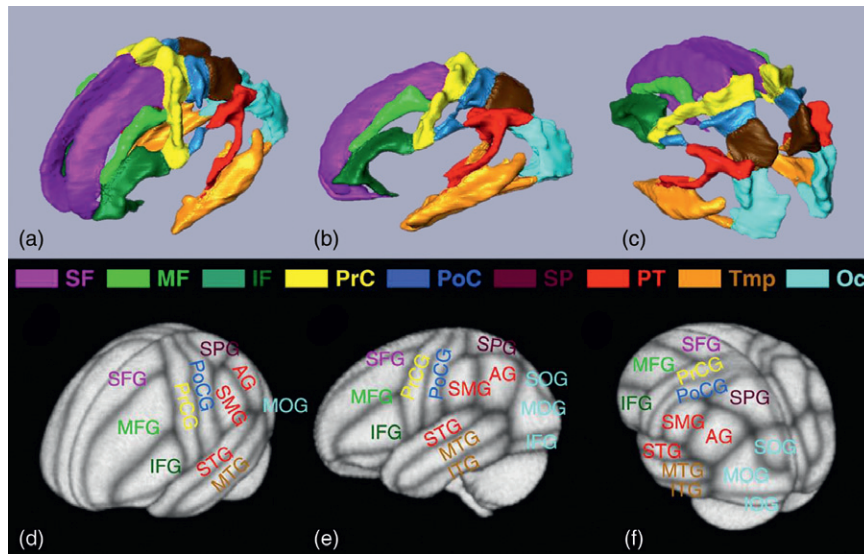 (a)
(b)
(c)
SF MF IF PrC PoC SP PT Tmp Oc
SFG
SPG
AG
PoCG
PrCG
SMG
MOG
MFG
IFG
STG
MTG
(d)
SFG
PrCG
PoCG
SPG
AG
SOG
SMG
MFG
MOG
IFG
STG
IFG
MTG
ITG
(e)
SFG
MFG
PrCG
PoCG
IFG
SPG
SMG
AG
STG
SOG
MTG
MOG
ITG
IOG
(f)